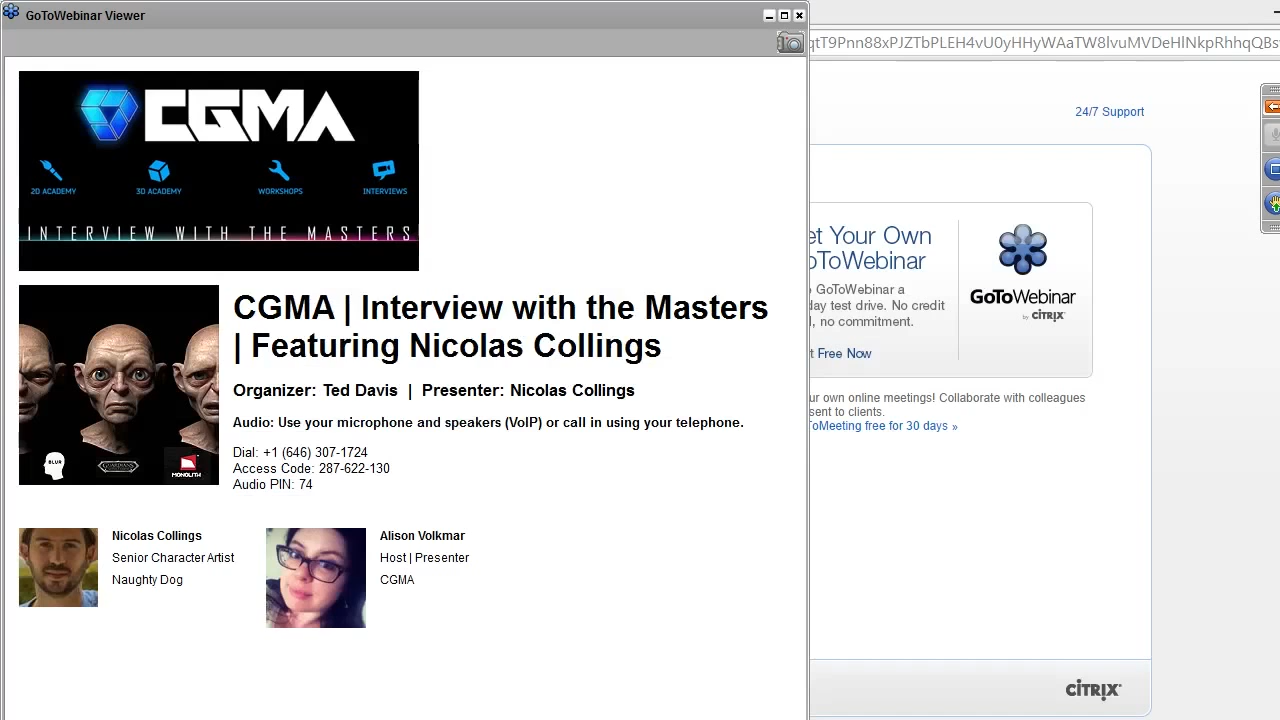 GoToWebinar Viewer
CGMA
2D ACADEMY
3D ACADEMY
WORKSHOPS
INTERVIEWS
INTERVIEW WITH THE MASTERS
CGMA | Interview with the Masters
| Featuring Nicolas Collings
Organizer: Ted Davis | Presenter: Nicolas Collings
Audio: Use your microphone and speakers (VoIP) or call in using your telephone.
Dial: +1 (646) 307-1724
Access Code: 287-622-130
Audio PIN: 74
BLUR
GUARDIANS
MONOLITH
Nicolas Collings
Senior Character Artist
Naughty Dog
Alison Volkmar
Host | Presenter
CGMA
qtT9Pnn88xPJZTbPLEH4vU0yHHyWAaTW8lvuMVDeHlNkpRhhqQBs
24/7 Support
et Your Own
oToWebinar
GoToWebinar a
day test drive. No credit
, no commitment.
t Free Now
GoToWebinar
by CITRIX
ur own online meetings! Collaborate with colleagues
sent to clients.
ToMeeting free for 30 days »
CITRIX